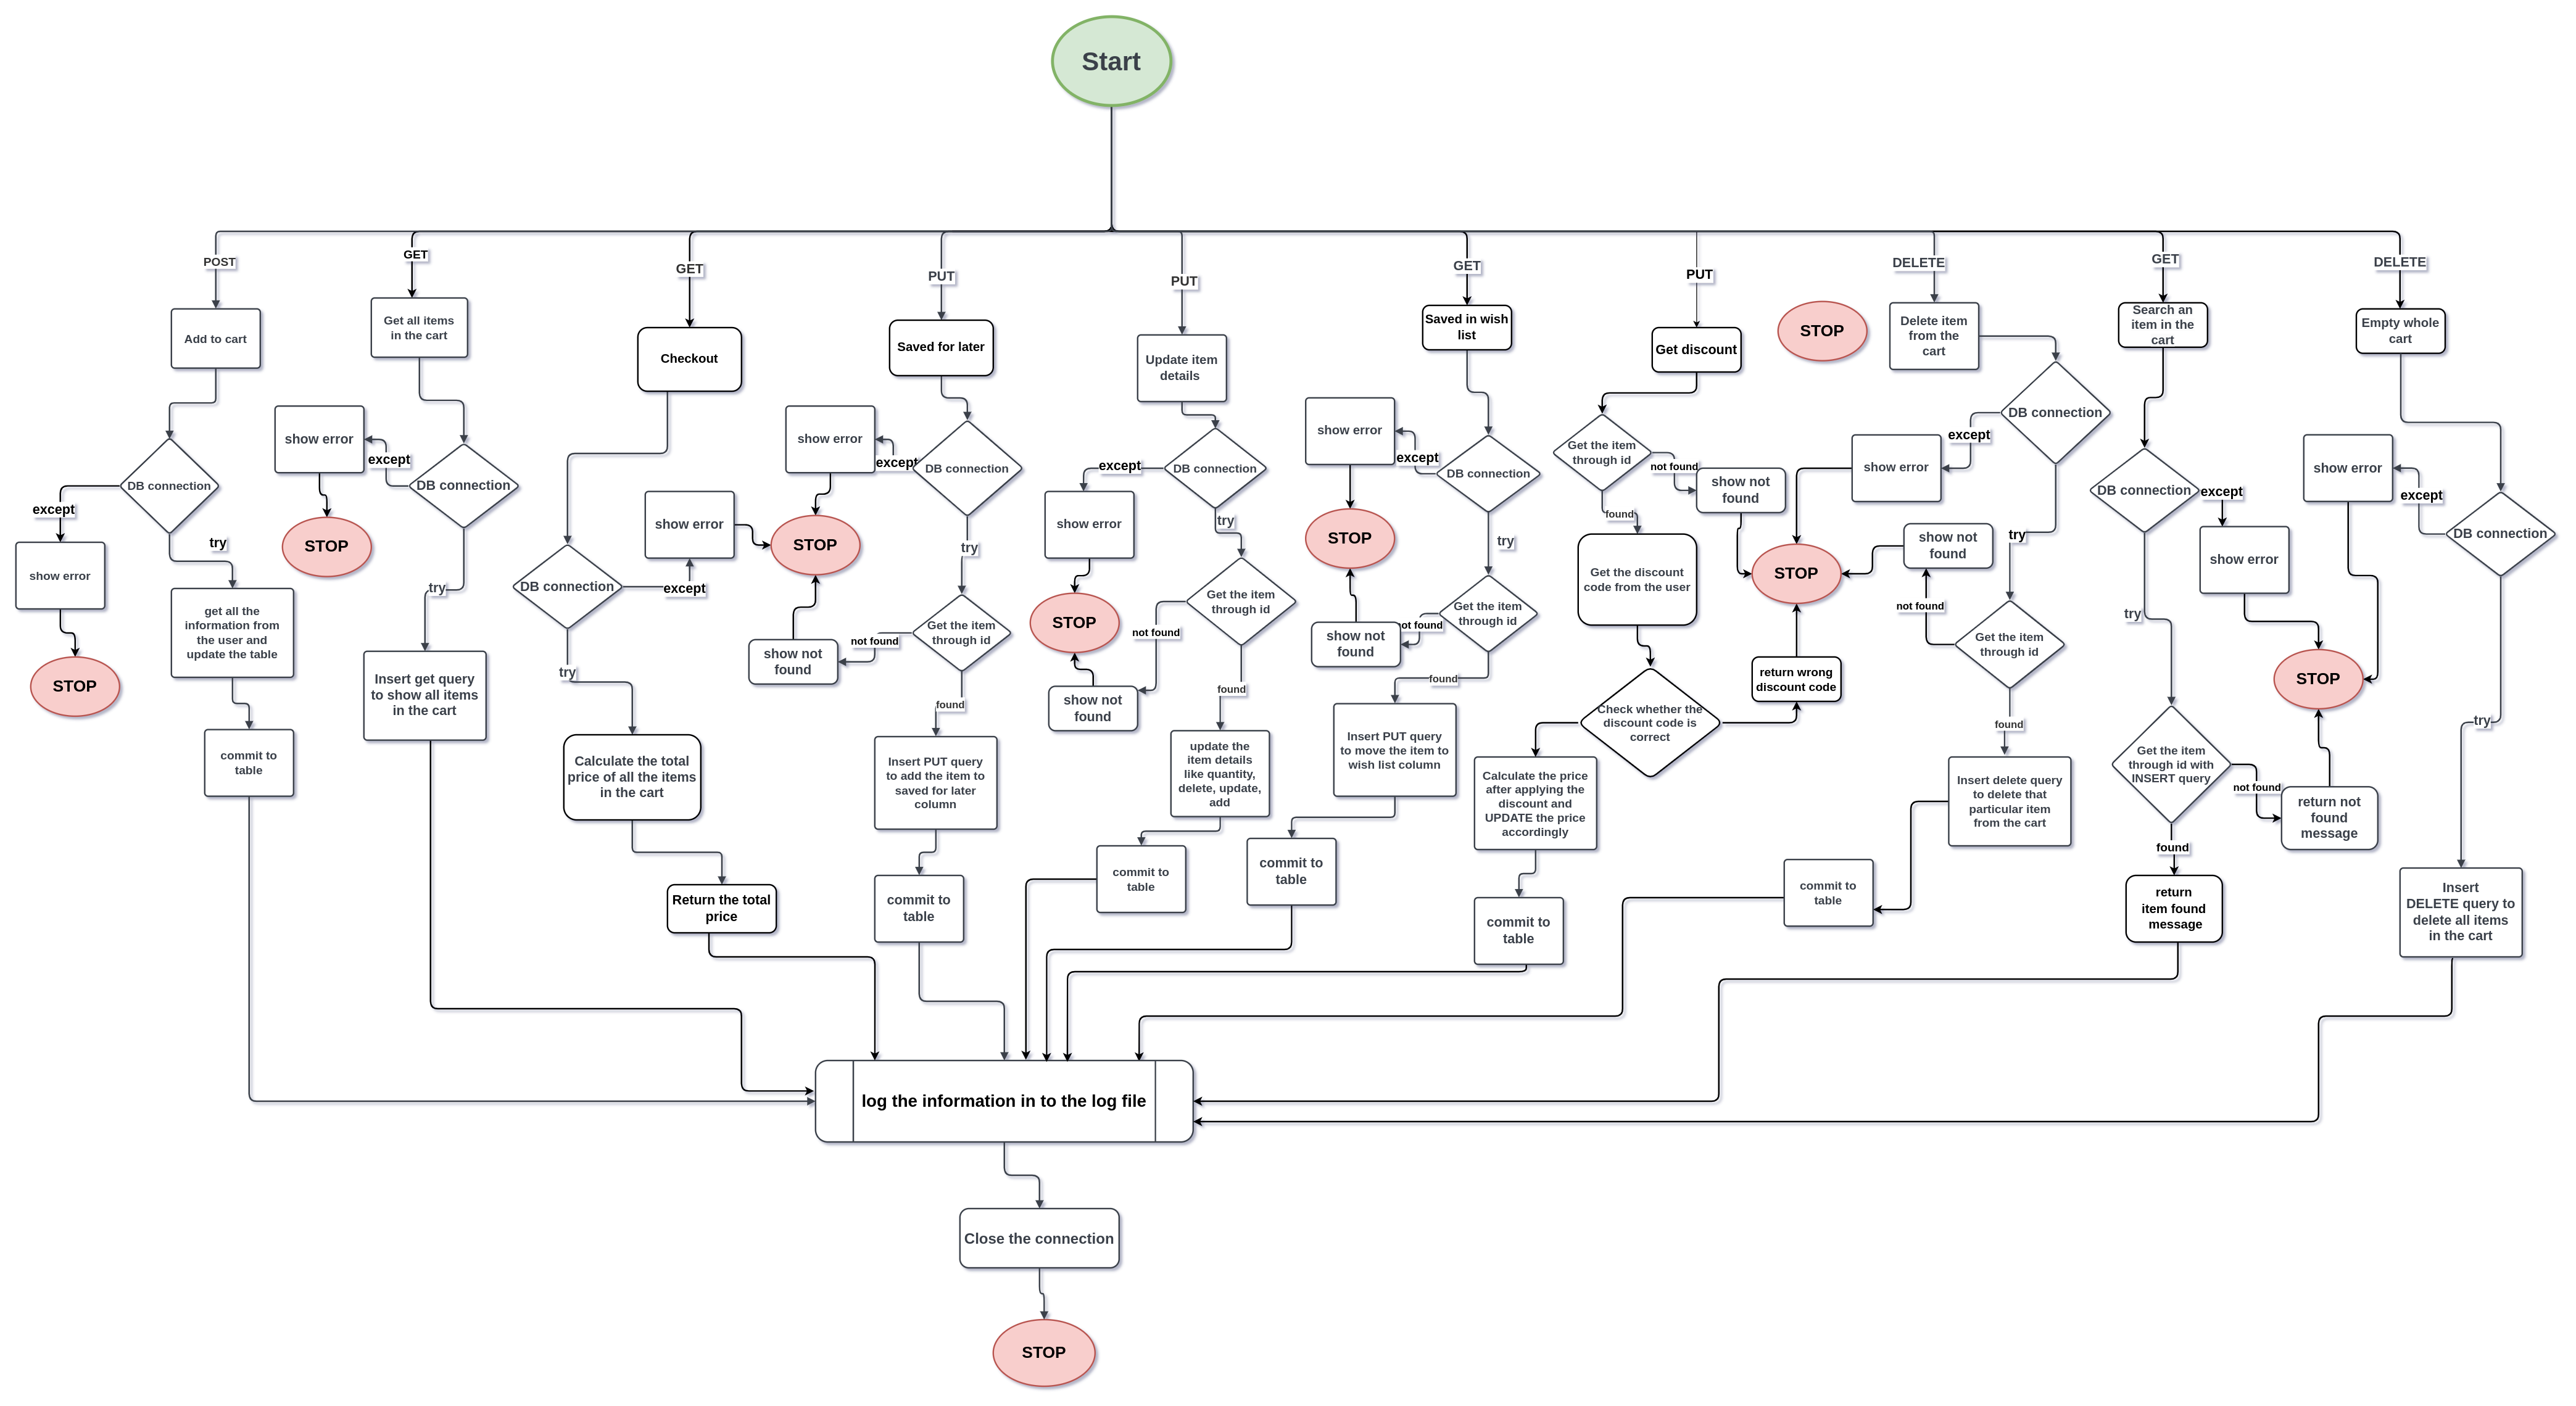 Start
POST
GET
GET
PUT
PUT
GET
PUT
DELETE
GET
DELETE
Add to cart
DB connection
except
show error
STOP
try
get all the
information from
the user and
update the table
commit to
table
Get all items
in the cart
DB connection
except
show error
STOP
try
Insert get query
to show all items
in the cart
Checkout
DB connection
except
show error
STOP
try
Calculate the total
price of all the items
in the cart
Return the total
price
Saved for later
DB connection
except
show error
try
Get the item
through id
not found
show not
found
found
Insert PUT query
to add the item to
saved for later
column
commit to
table
Update item
details
DB connection
except
show error
STOP
try
Get the item
through id
not found
show not
found
found
update the
item details
like quantity,
delete, update,
add
commit to
table
Saved in wish
list
DB connection
except
show error
STOP
try
Get the item
through id
not found
show not
found
found
Insert PUT query
to move the item to
wish list column
commit to
table
Get discount
Get the item
through id
not found
show not
found
found
Get the discount
code from the user
Check whether the
discount code is
correct
return wrong
discount code
STOP
Calculate the price
after applying the
discount and
UPDATE the price
accordingly
commit to
table
STOP
Delete item
from the
cart
DB connection
except
show error
try
Get the item
through id
not found
show not
found
found
Insert delete query
to delete that
particular item
from the cart
commit to
table
Search an
item in the
cart
DB connection
except
show error
STOP
try
Get the item
through id with
INSERT query
not found
return not
found
message
found
return
item found
message
Empty whole
cart
DB connection
except
show error
try
Insert
DELETE query to
delete all items
in the cart
log the information in to the log file
Close the connection
STOP